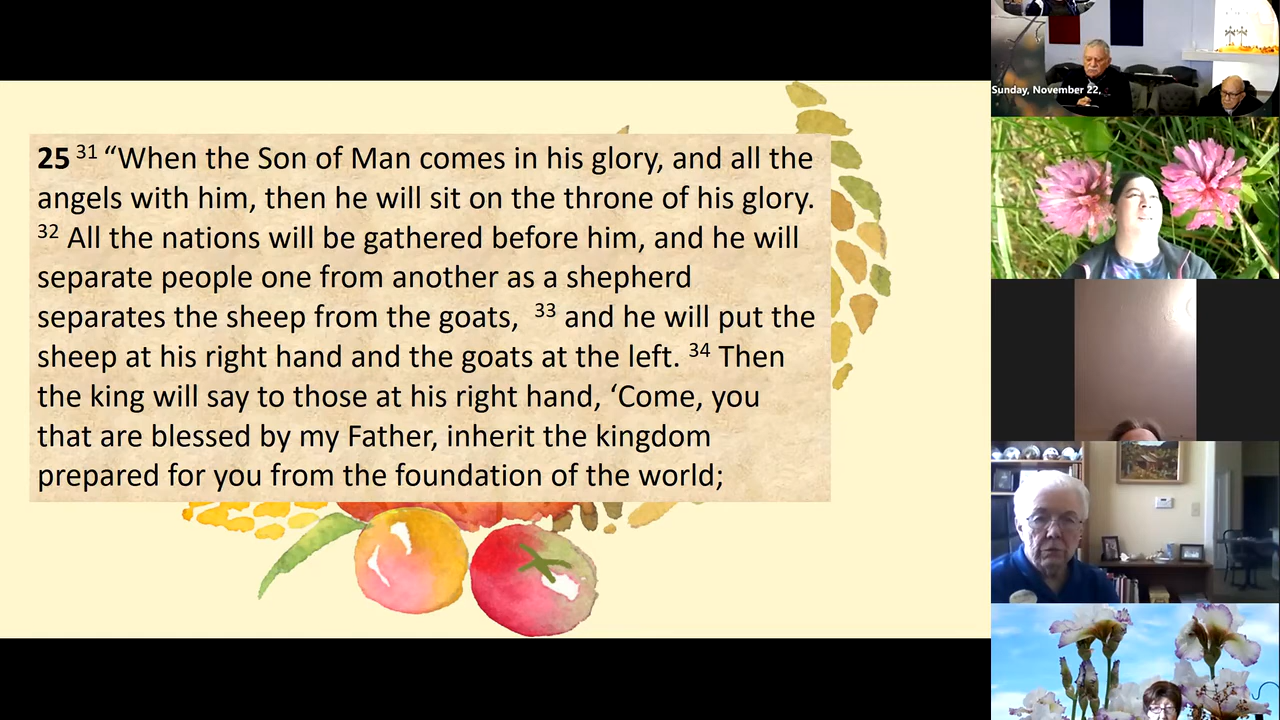 25 31 “When the Son of Man comes in his glory, and all the
angels with him, then he will sit on the throne of his glory.
32 All the nations will be gathered before him, and he will
separate people one from another as a shepherd
separates the sheep from the goats, 33 and he will put the
sheep at his right hand and the goats at the left. 34 Then
the king will say to those at his right hand, ‘Come, you
that are blessed by my Father, inherit the kingdom
prepared for you from the foundation of the world;
Sunday, November 22,